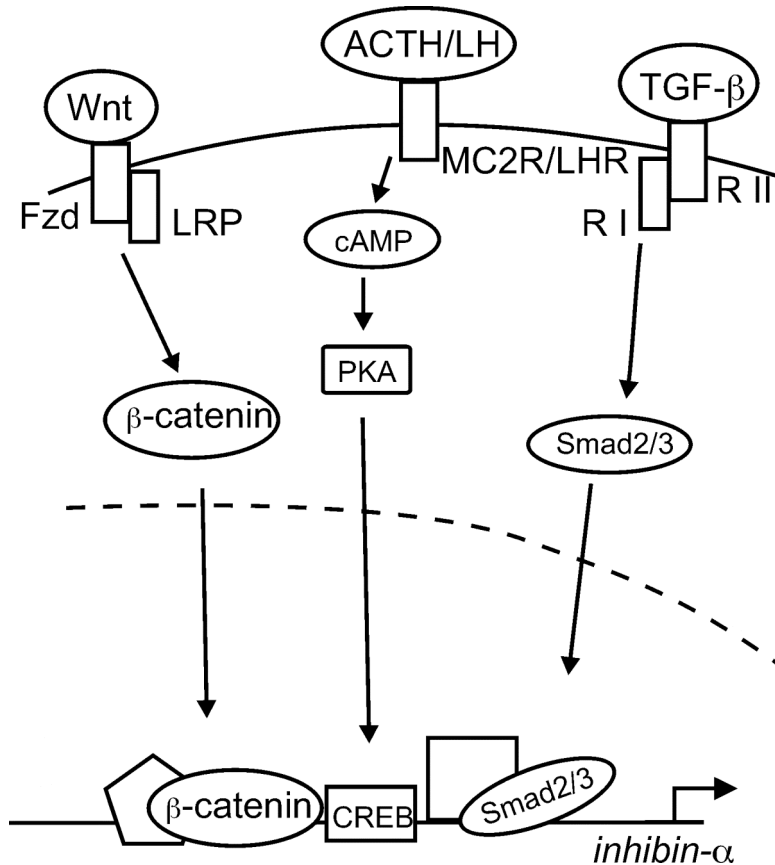 ACTH/LH
Wnt
TGF-β
MC2R/LHR
R II
Fzd
LRP
R I
cAMP
PKA
β-catenin
Smad2/3
β-catenin
CREB
Smad2/3
inhibin-α